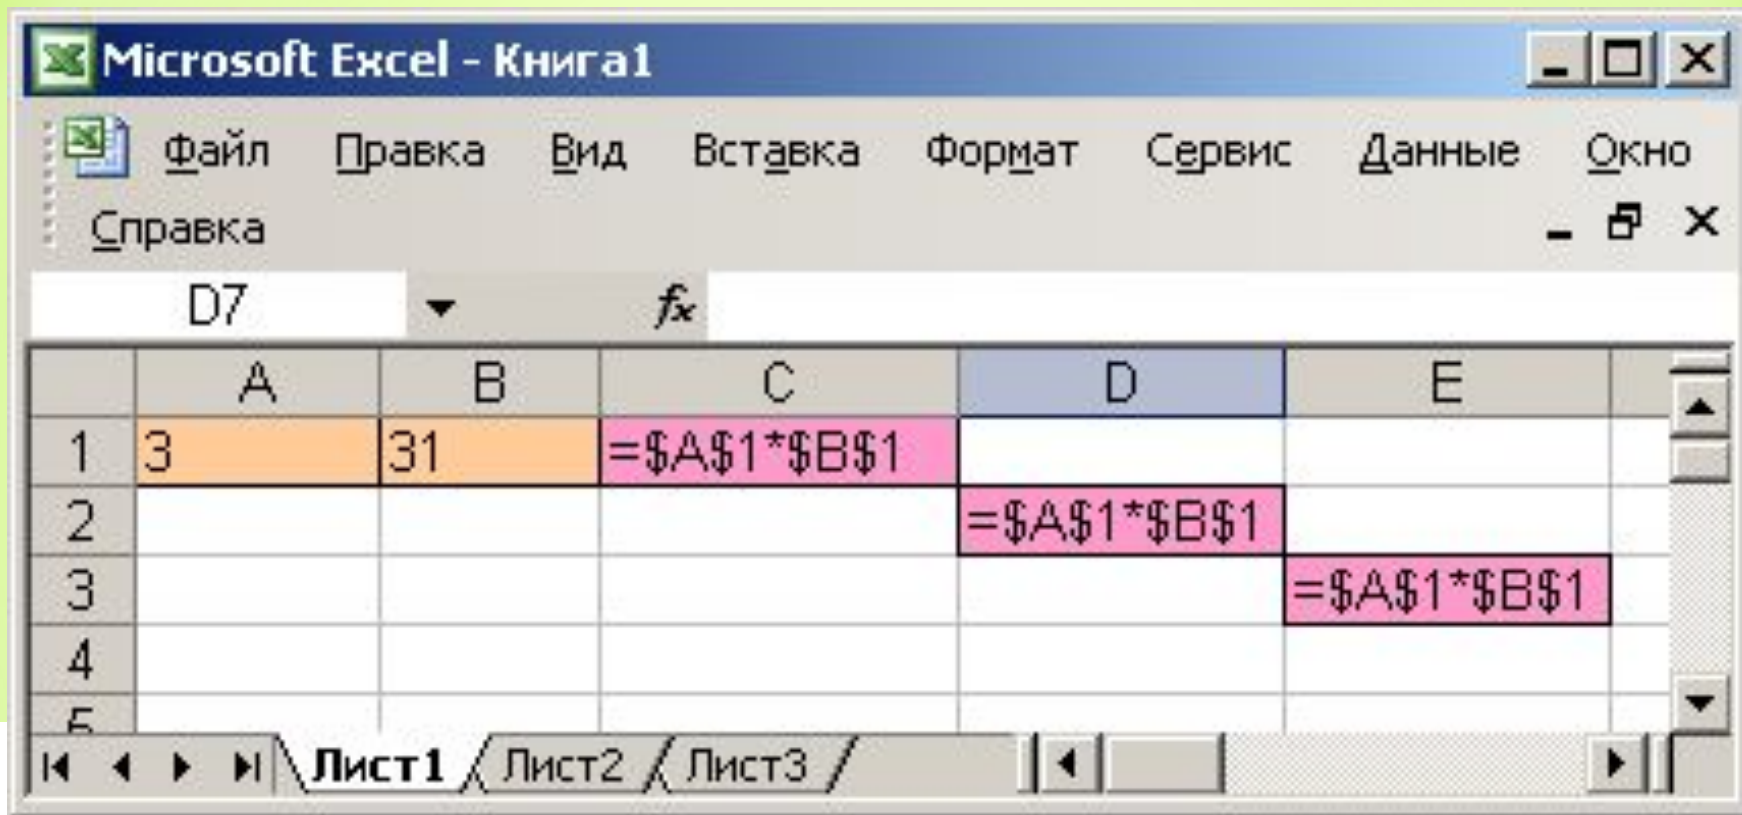 Microsoft Excel - Книга1
Файл Правка Вид Вставка Формат Сервис Данные Окно
Справка
D7 fx
A B C D E
1 3 31 =$A$1*$B$1
2 =$A$1*$B$1
3 =$A$1*$B$1
4
5
Лист1 Лист2 Лист3